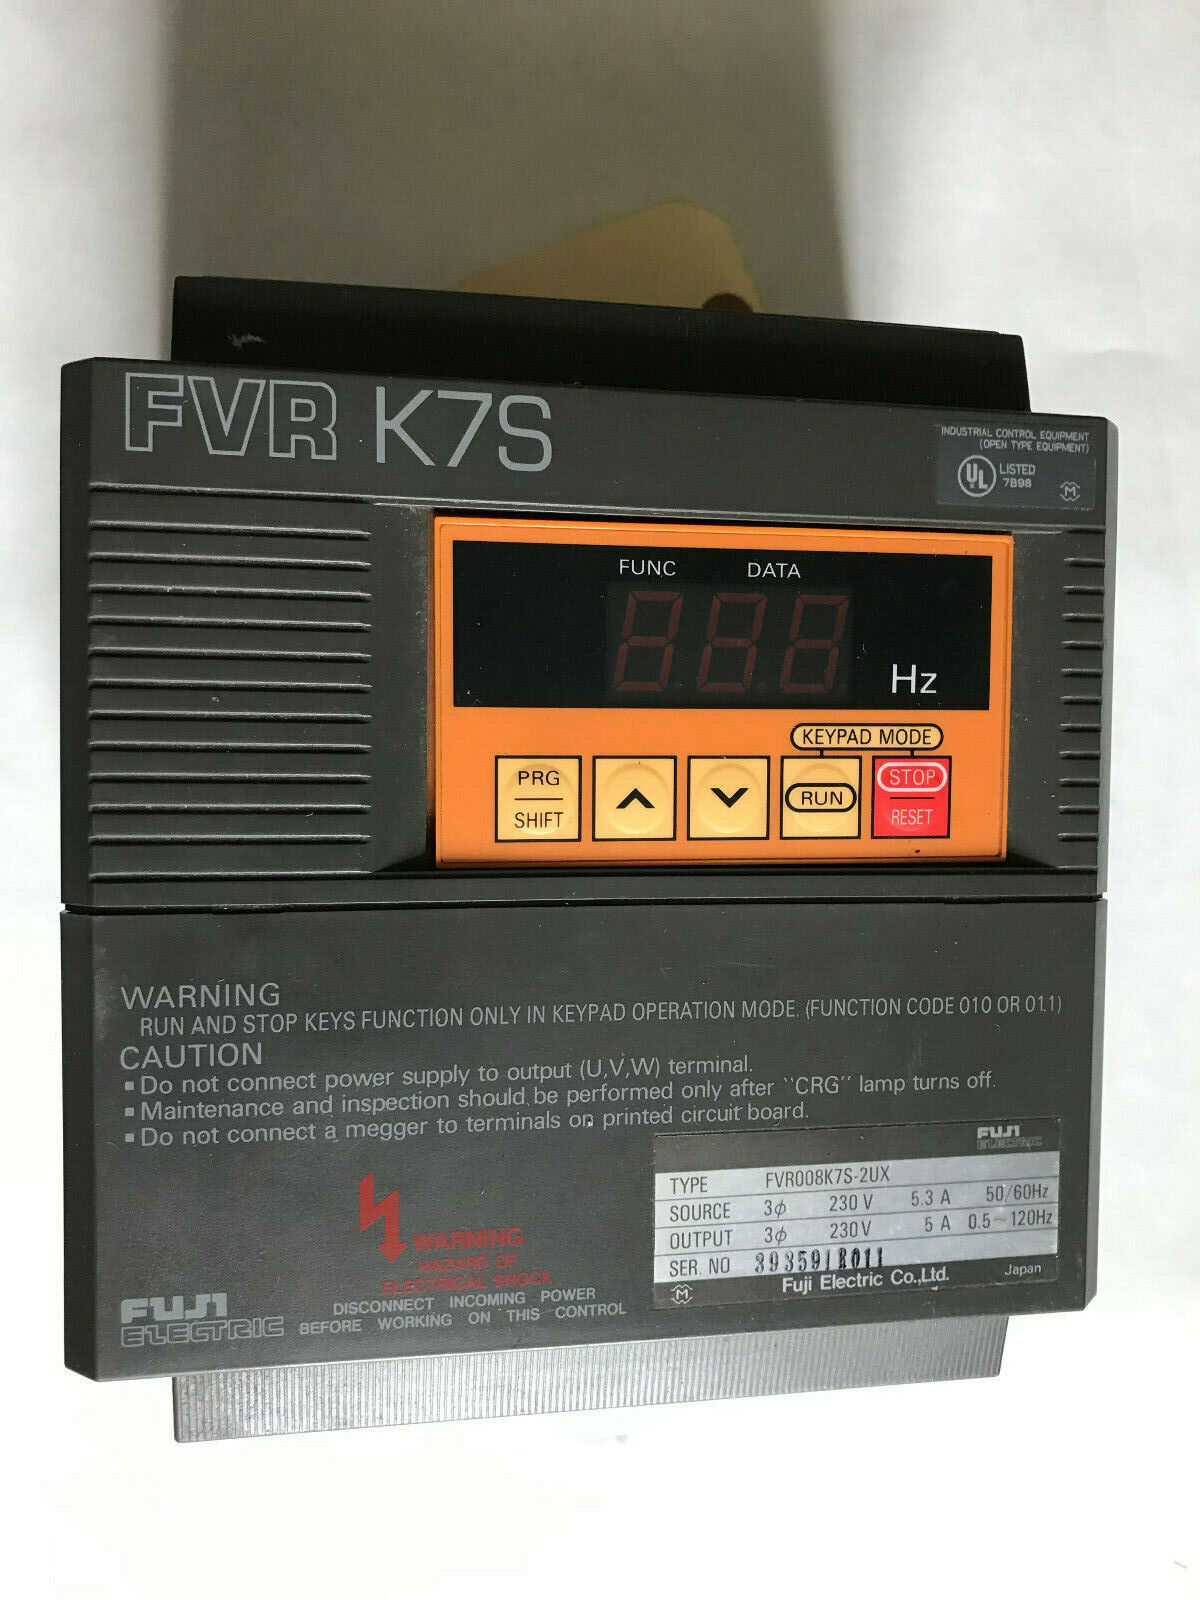 FVR K7S
INDUSTRIAL CONTROL EQUIPMENT
(OPEN TYPE EQUIPMENT)
UL LISTED
7B98
FUNC DATA
Hz
KEYPAD MODE
PRG
SHIFT
RUN
STOP
RESET
WARNING
RUN AND STOP KEYS FUNCTION ONLY IN KEYPAD OPERATION MODE. (FUNCTION CODE 010 OR 011)
CAUTION
▪ Do not connect power supply to output (U,V,W) terminal.
▪ Maintenance and inspection should be performed only after "CRG" lamp turns off.
▪ Do not connect a megger to terminals on printed circuit board.
FUJI
ELECTRIC
TYPE FVR008K7S-2UX
SOURCE 3ϕ 230 V 5.3 A 50/60Hz
OUTPUT 3ϕ 230 V 5 A 0.5~120Hz
SER. NO 393591R011
Fuji Electric Co.,Ltd. Japan
WARNING
HAZARD OF
ELECTRICAL SHOCK
DISCONNECT INCOMING POWER
BEFORE WORKING ON THIS CONTROL
FUJI
ELECTRIC